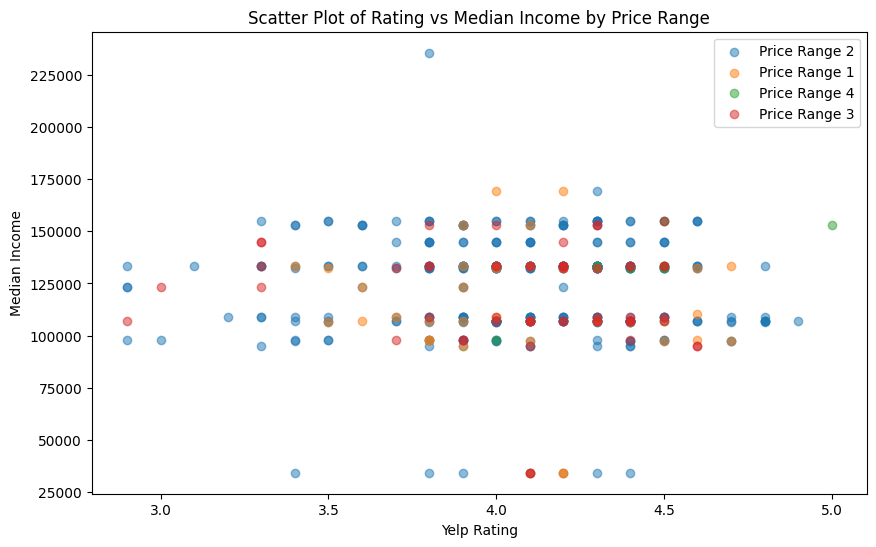 Scatter Plot of Rating vs Median Income by Price Range
Price Range 2
Price Range 1
Price Range 4
Price Range 3
225000
200000
175000
150000
125000
100000
75000
50000
25000
Median Income
3.0 3.5 4.0 4.5 5.0
Yelp Rating